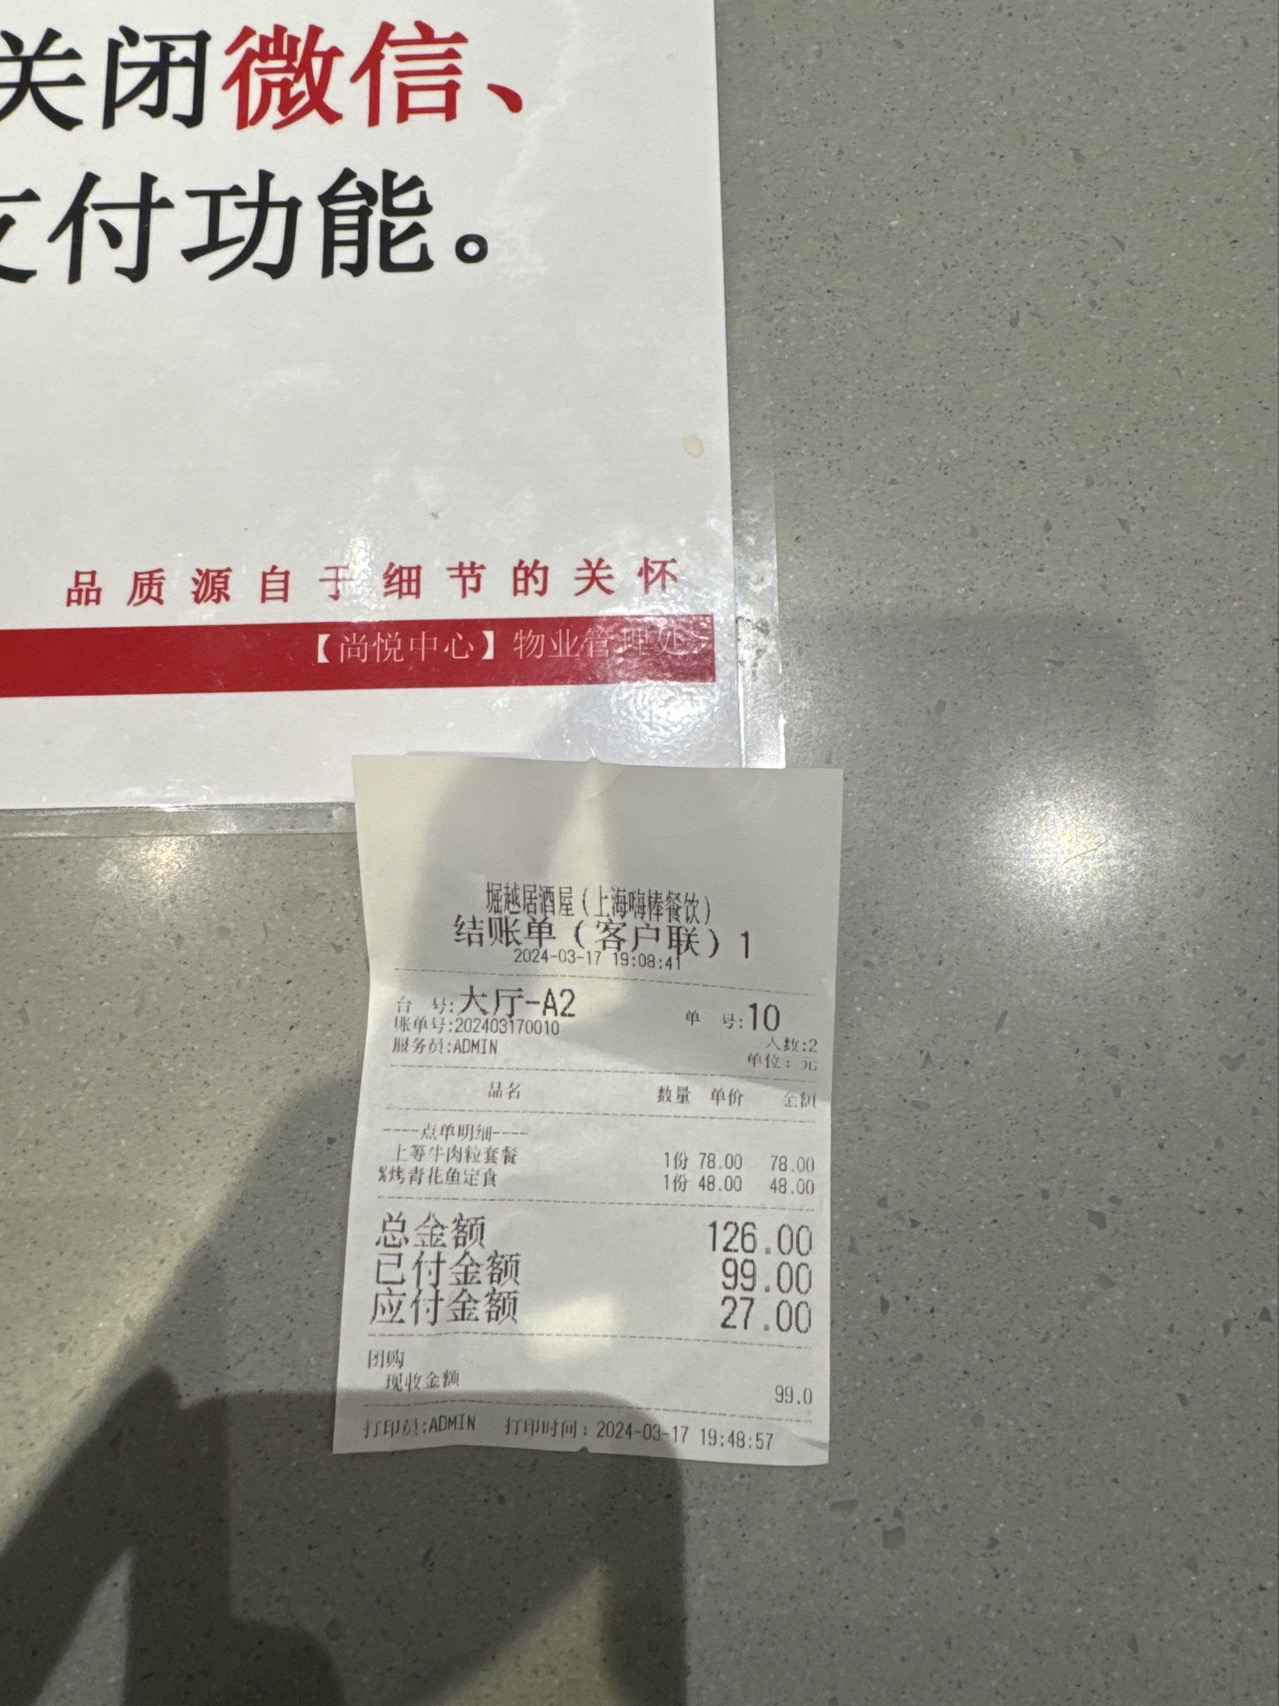 关闭微信、
支付功能。
品质源自于细节的关怀
【尚悦中心】物业管理处
堀越居酒屋（上海嗨棒餐饮）
结账单（客户联）1
2024-03-17 19:08:41
台 号:大厅-A2 单 号:10
账单号:202403170010
人数:2
服务员:ADMIN 单位：元
品名 数量 单价 金额
----点单明细----
上等牛肉粒套餐 1份 78.00 78.00
%烤青花鱼定食 1份 48.00 48.00
总金额 126.00
已付金额 99.00
应付金额 27.00
团购
现收金额 99.0
打印员:ADMIN 打印时间：2024-03-17 19:48:57